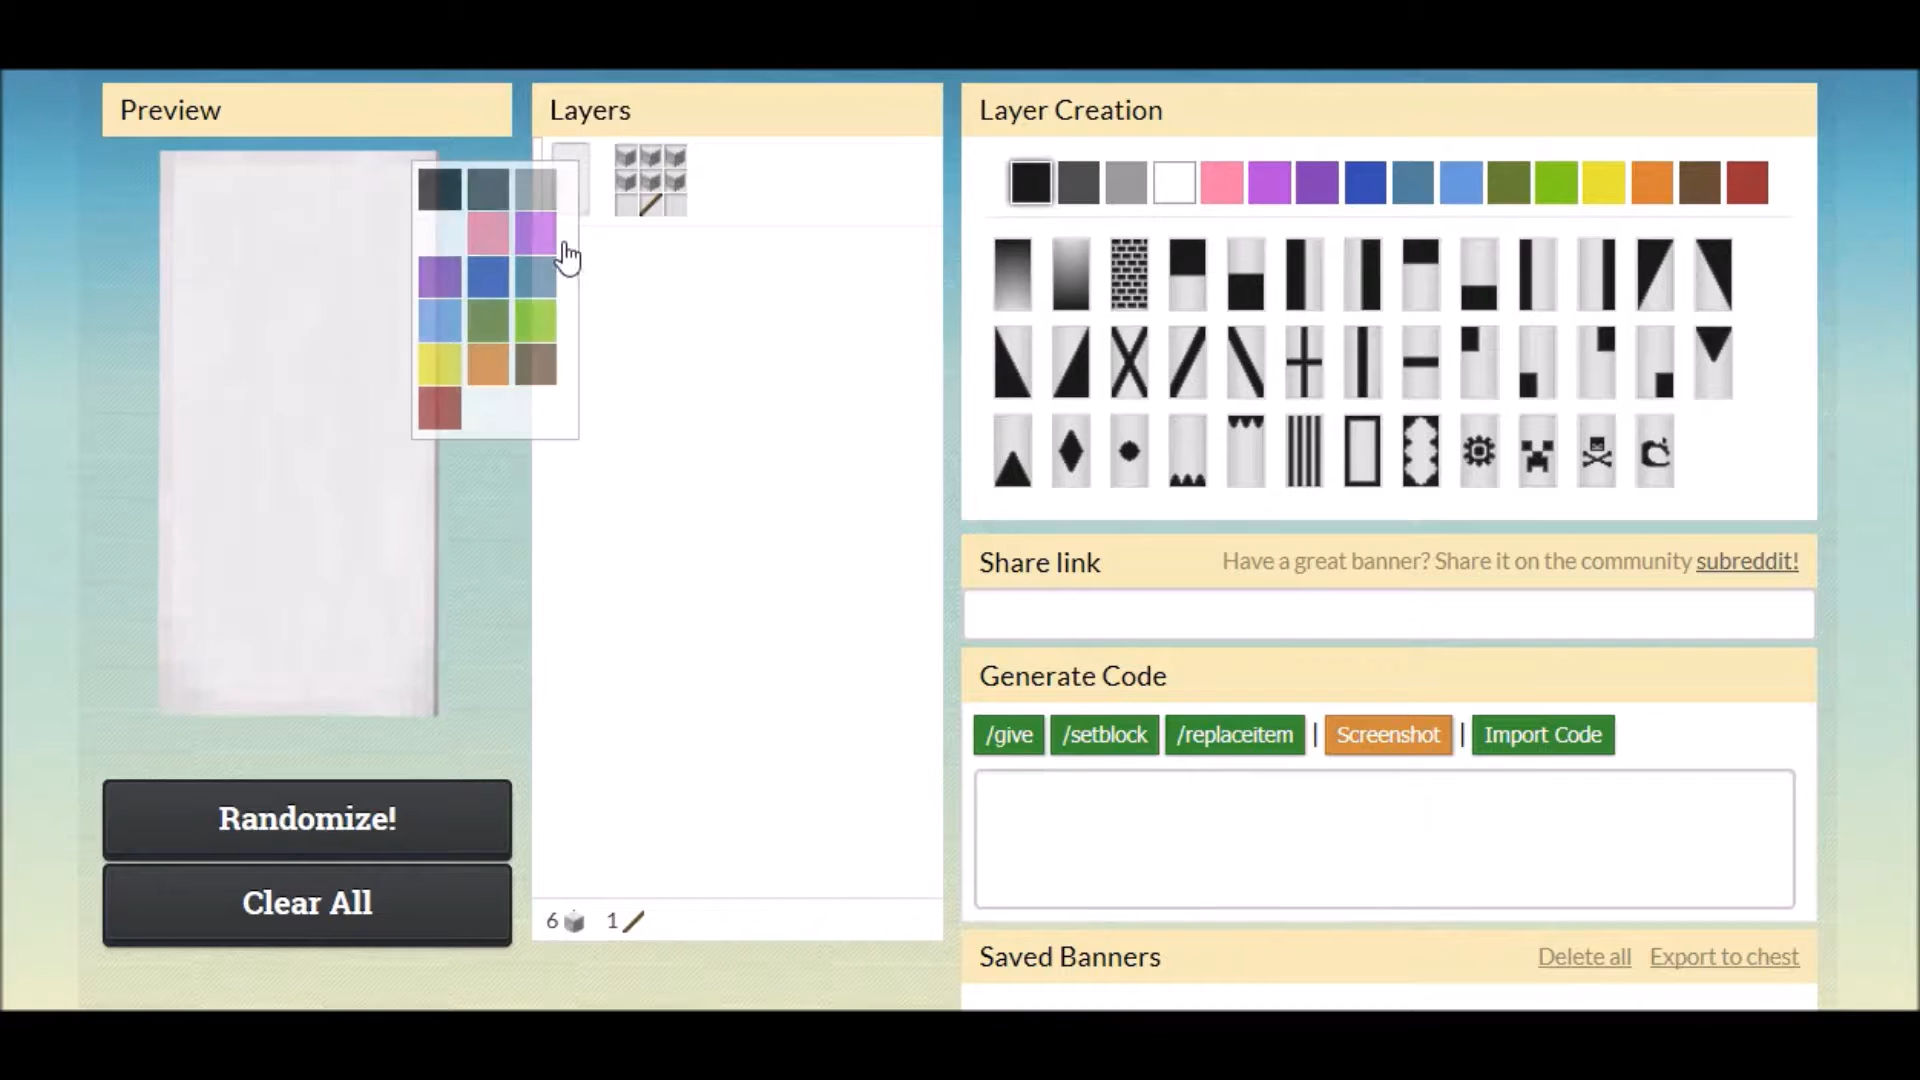 Preview
Layers
Layer Creation
Share link
Have a great banner? Share it on the community subreddit!
Generate Code
/give
/setblock
/replaceitem
|
Screenshot
|
Import Code
Randomize!
Clear All
6
1
Saved Banners
Delete all
Export to chest